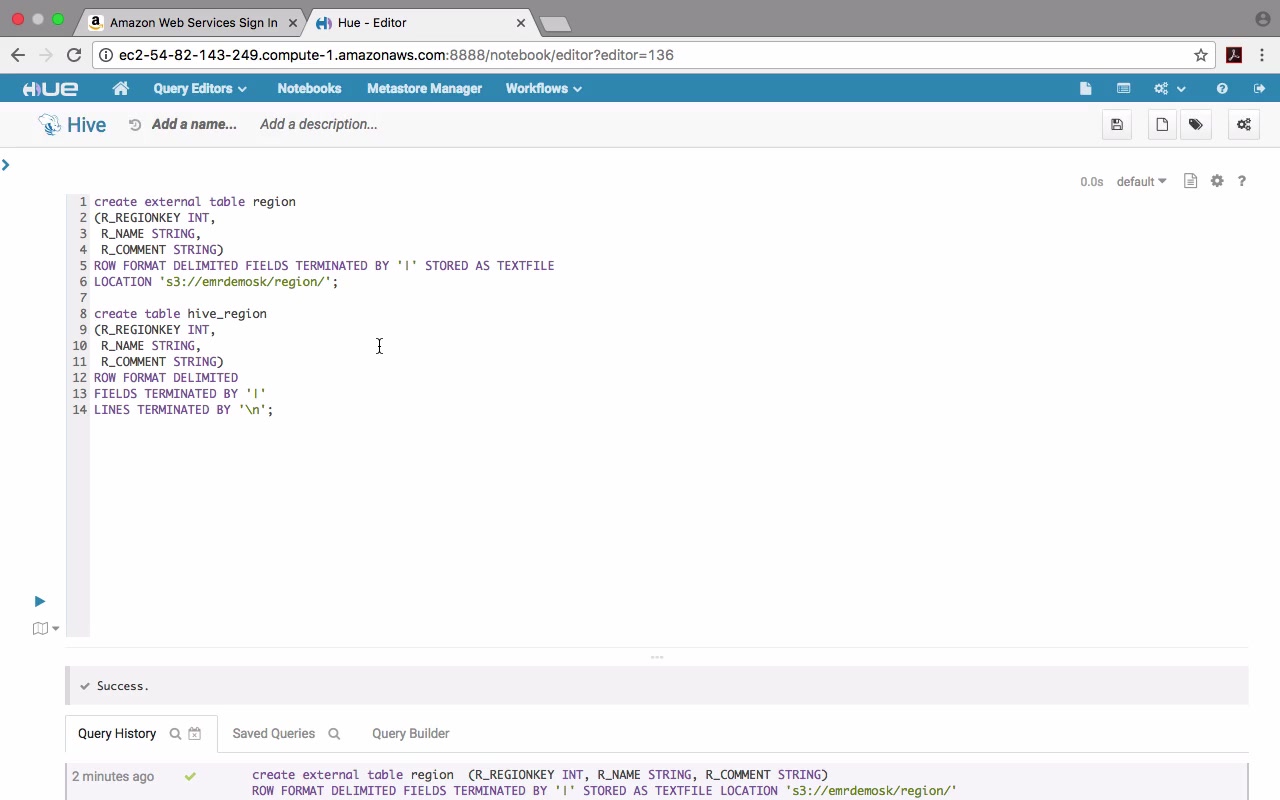 Amazon Web Services Sign In
Hue - Editor
ec2-54-82-143-249.compute-1.amazonaws.com:8888/notebook/editor?editor=136
HUE Query Editors Notebooks Metastore Manager Workflows ?
Hive Add a name... Add a description...
0.0s default ?
1 create external table region
2 (R_REGIONKEY INT,
3 R_NAME STRING,
4 R_COMMENT STRING)
5 ROW FORMAT DELIMITED FIELDS TERMINATED BY '|' STORED AS TEXTFILE
6 LOCATION 's3://emrdemosk/region/';
7
8 create table hive_region
9 (R_REGIONKEY INT,
10 R_NAME STRING,
11 R_COMMENT STRING)
12 ROW FORMAT DELIMITED
13 FIELDS TERMINATED BY '|'
14 LINES TERMINATED BY '\n';
Success.
Query History Saved Queries Query Builder
2 minutes ago create external table region (R_REGIONKEY INT, R_NAME STRING, R_COMMENT STRING)
ROW FORMAT DELIMITED FIELDS TERMINATED BY '|' STORED AS TEXTFILE LOCATION 's3://emrdemosk/region/'